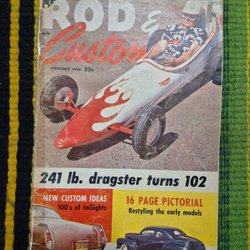 ROD &
Custom
FEBRUARY 25c
241 lb. dragster turns 102
NEW CUSTOM IDEAS
100's of taillights
16 PAGE PICTORIAL
Restyling the early models